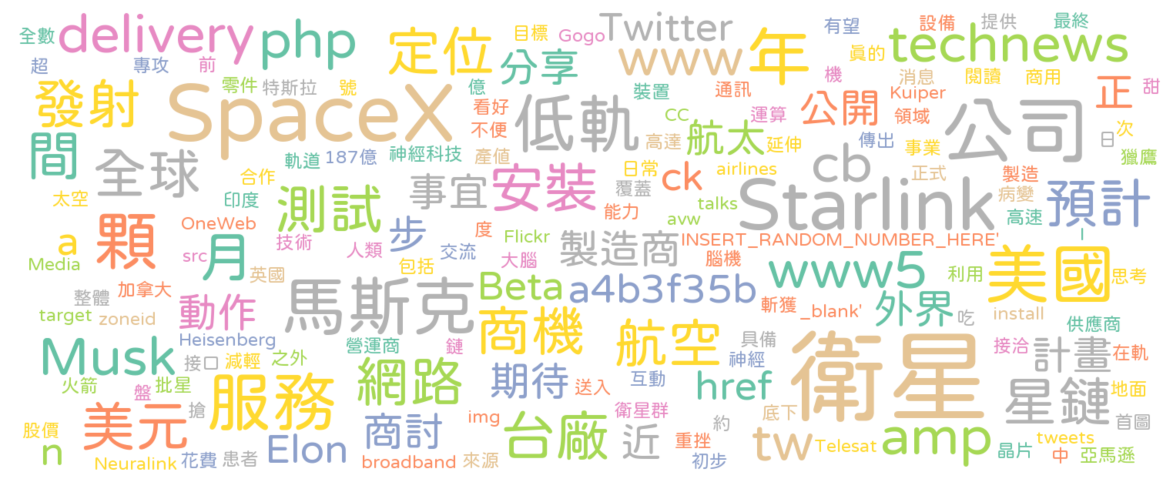 全數 delivery php 定位 目標 Gogo Twitter www 年 有望 設備 提供 最終
超 專攻 前 分享 真的 technews
零件 特斯拉 號 億 看好 裝置 通訊 機 消息 閱讀 商用 甜
發射 SpaceX 不便 低軌 CC 運算 公開 Kuiper 領域 公司 正 次
間 全球 軌道 187億 神經科技 產值 高達 航太 延伸 傳出 事業 日 獵鷹
太空 合作 印度 測試 事宜 安裝 日常 覆蓋 ck airlines cb 正式 製造 病變
OneWeb 步 度 能力 avw talks Starlink 高速 預計
a 顆 src 月 技術 人類 交流 Flickr 製造商 INSERT_RANDOM_NUMBER_HERE' l
Media 英國 包括 大腦 腦機 www5 利用 美國 思考
整體 加拿大 馬斯克 Beta a4b3f35b 斬獲 _blank' 外界
target zoneid 動作 商機 航空 吃 install 供應商
Musk Heisenberg 營運商 鏈 具備 衛星 接洽 計畫 在軌
接口 減輕 之外 網路 期待 互動 神經 href
火箭 盤 批星 服務 送入 衛星群 底下 星鏈 地面
股價 美元 搶 商討 img 台廠 近 約 tw amp 首圖
n Elon 重挫 Telesat tweets
Neuralink 花費 患者 broadband 來源 初步 晶片 中 亞馬遜